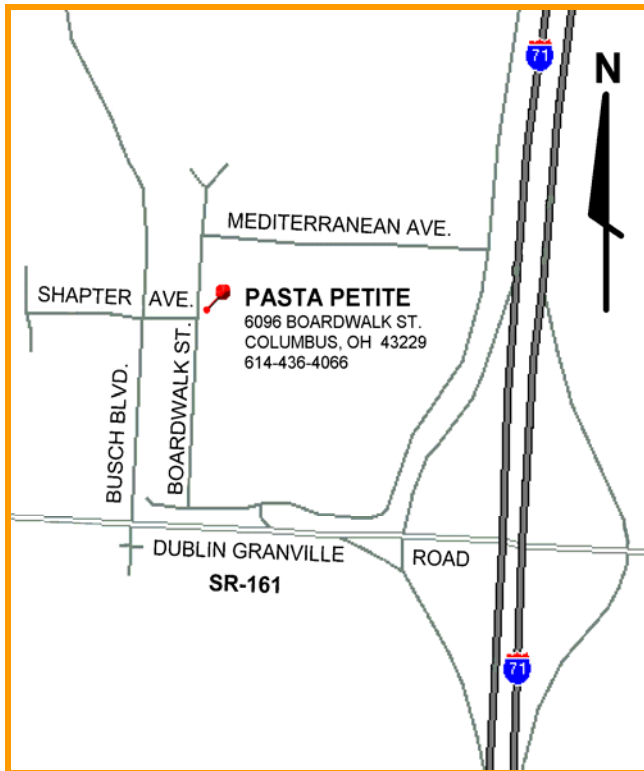 71
N
MEDITERRANEAN AVE.
SHAPTER AVE.
PASTA PETITE
6096 BOARDWALK ST.
COLUMBUS, OH 43229
614-436-4066
BUSCH BLVD.
BOARDWALK ST.
DUBLIN GRANVILLE ROAD
SR-161
71